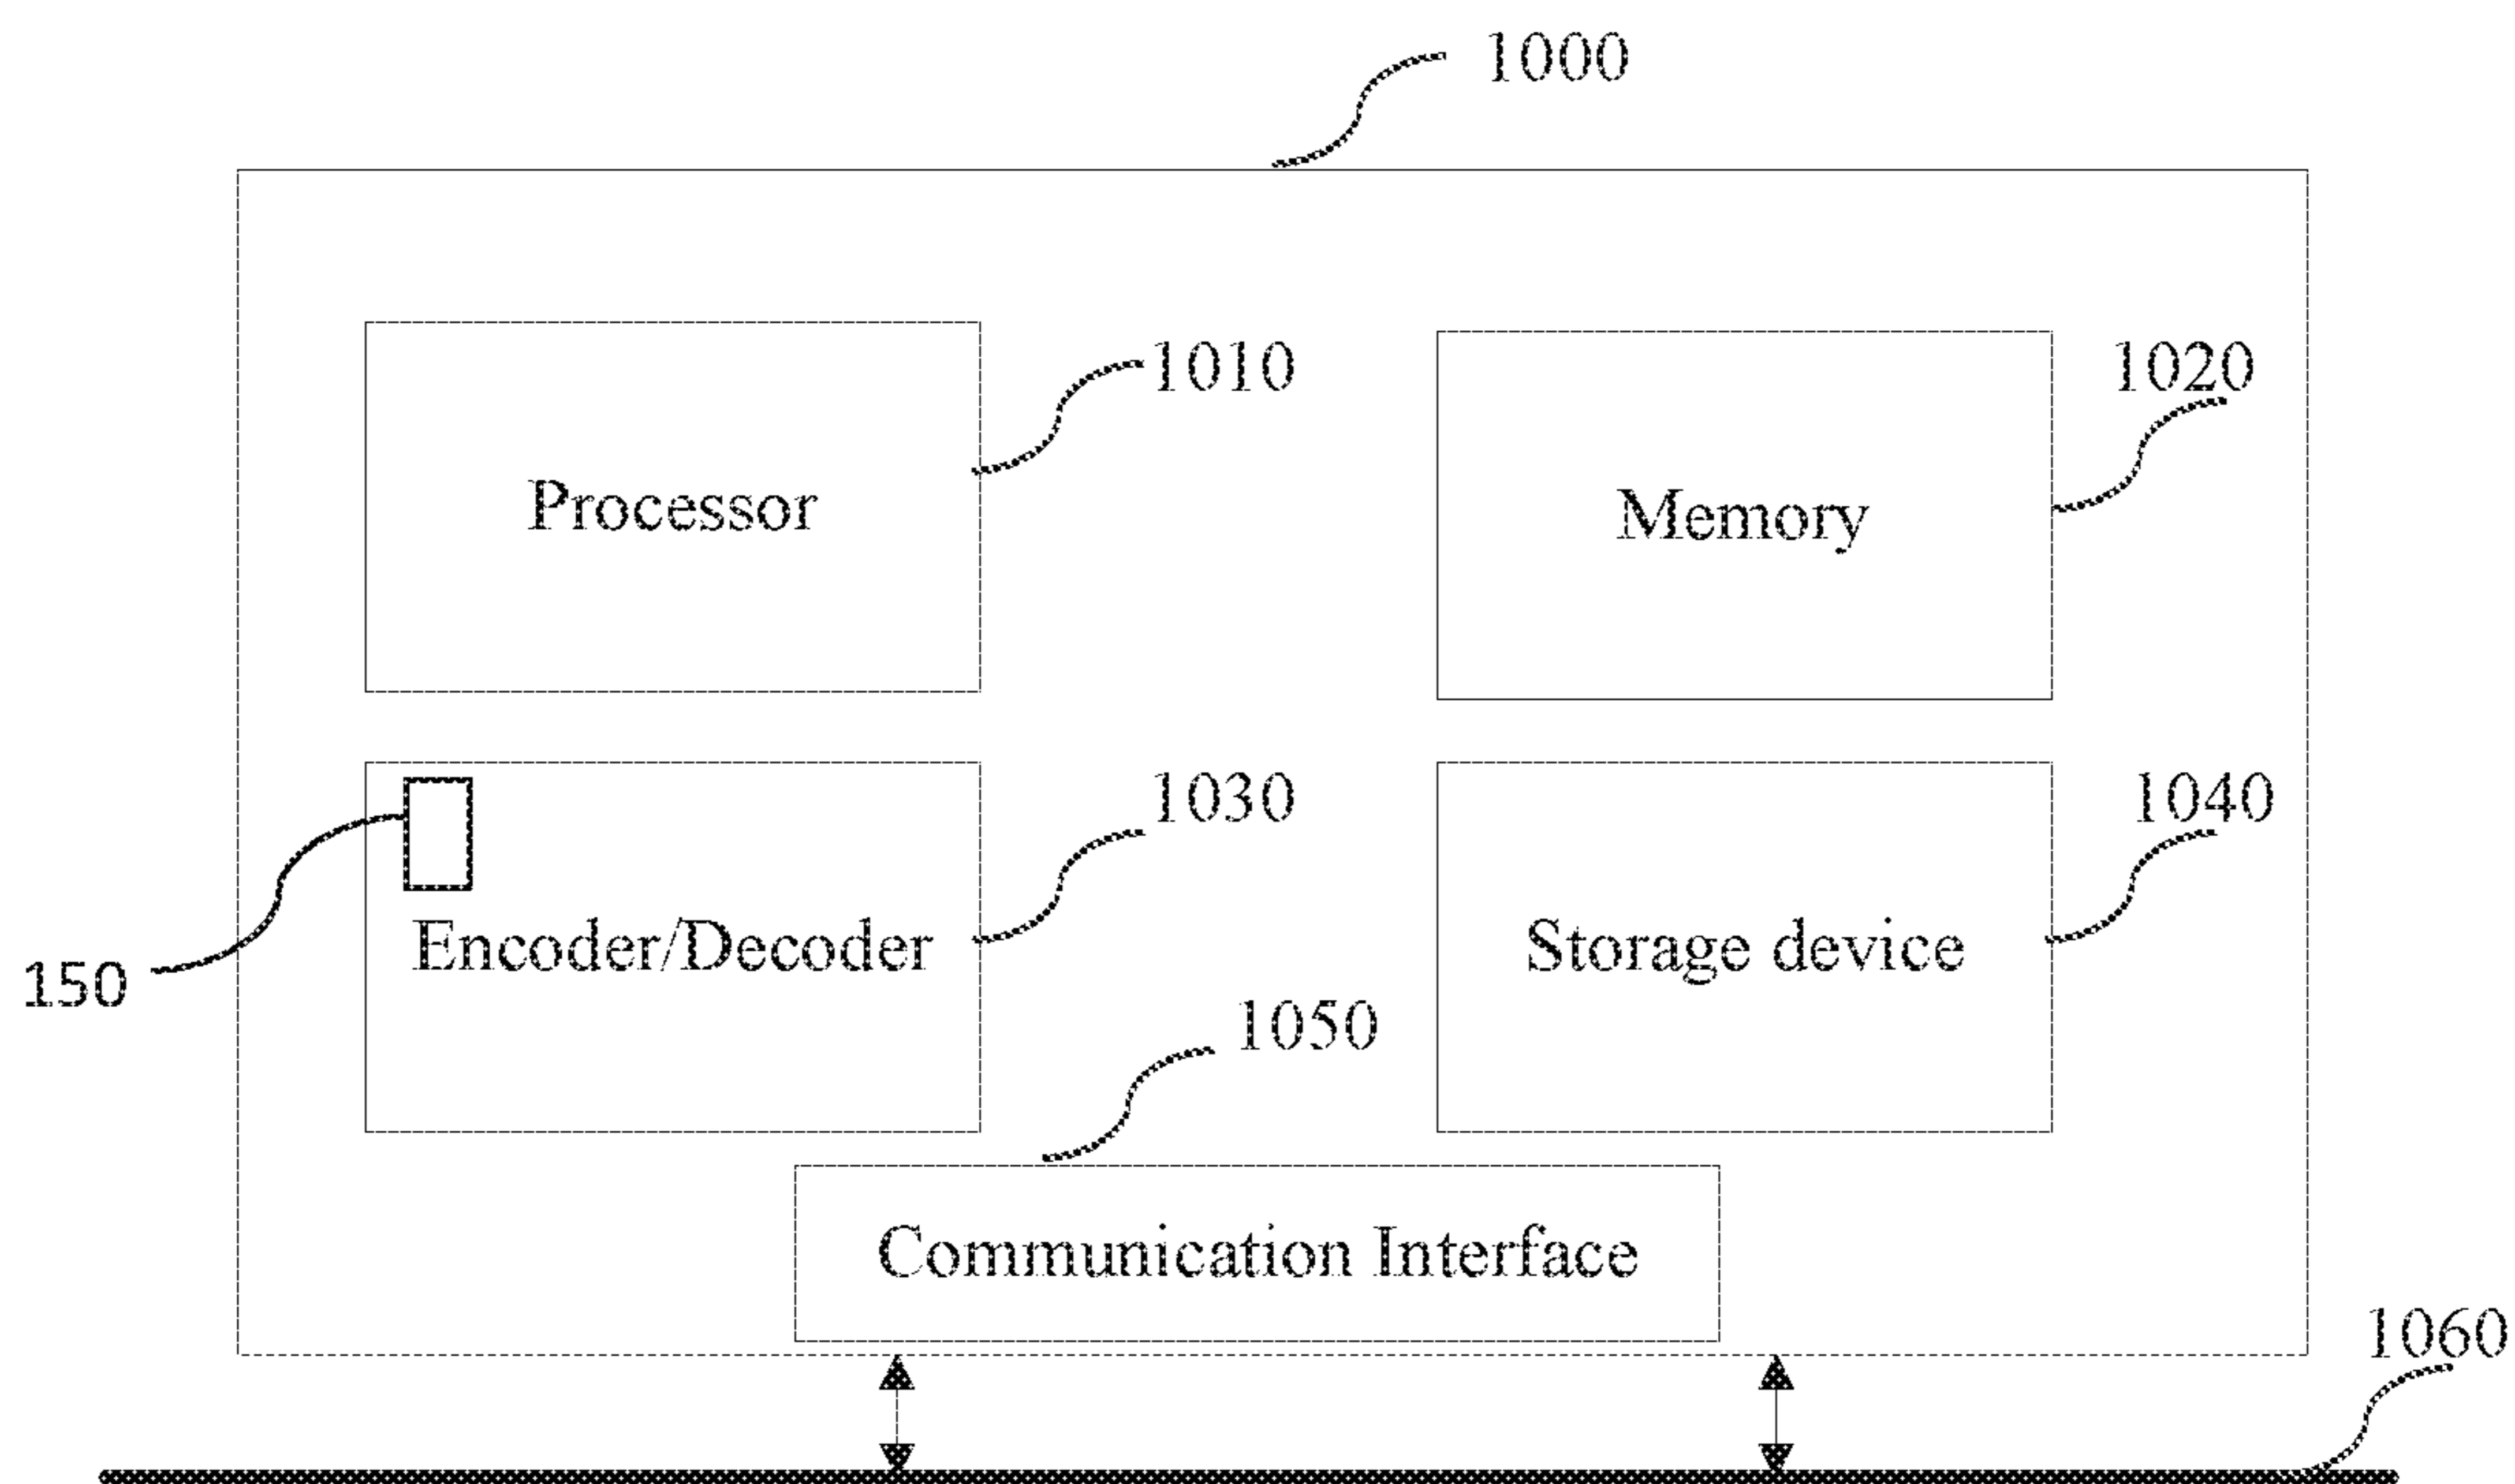 1000
1010
1020
Processor
Memory
1030
1040
Encoder/Decoder
Storage device
150
1050
Communication Interface
1060